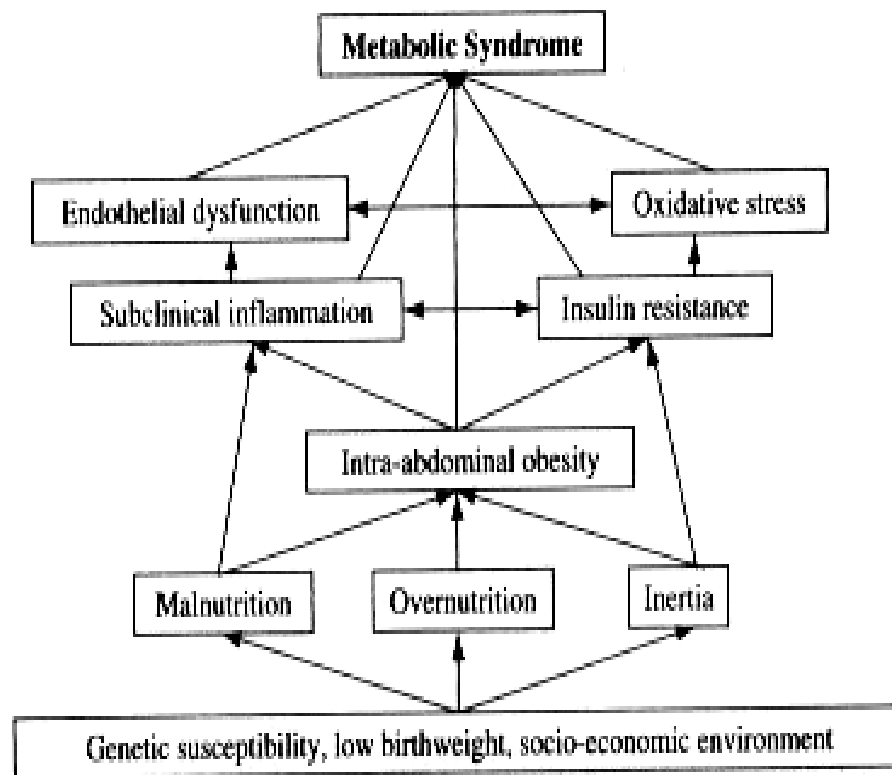 Metabolic Syndrome
Endothelial dysfunction
Oxidative stress
Subclinical inflammation
Insulin resistance
Intra-abdominal obesity
Malnutrition
Overnutrition
Inertia
Genetic susceptibility, low birthweight, socio-economic environment